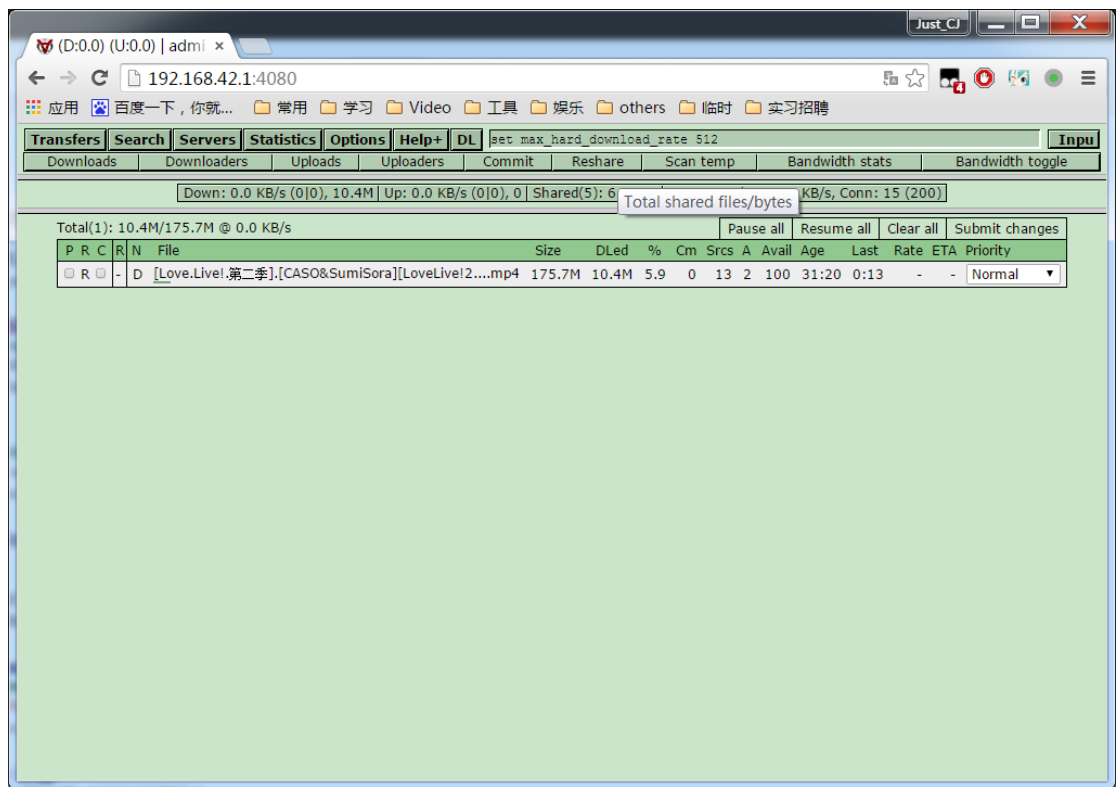 Just_CJ
(D:0.0) (U:0.0) | admi
192.168.42.1:4080
4
应用 百度一下，你就... 常用 学习 Video 工具 娱乐 others 临时 实习招聘
Transfers Search Servers Statistics Options Help+ DL set max_hard_download_rate 512 Inpu
Downloads Downloaders Uploads Uploaders Commit Reshare Scan temp Bandwidth stats Bandwidth toggle
Down: 0.0 KB/s (0|0), 10.4M Up: 0.0 KB/s (0|0), 0 Shared(5): 6 KB/s, Conn: 15 (200)
Total shared files/bytes
Total(1): 10.4M/175.7M @ 0.0 KB/s Pause all Resume all Clear all Submit changes
P R C R N File Size DLed % Cm Srcs A Avail Age Last Rate ETA Priority
R - D [Love.Live!.第二季].[CASO&SumiSora][LoveLive!2....mp4 175.7M 10.4M 5.9 0 13 2 100 31:20 0:13 - - Normal